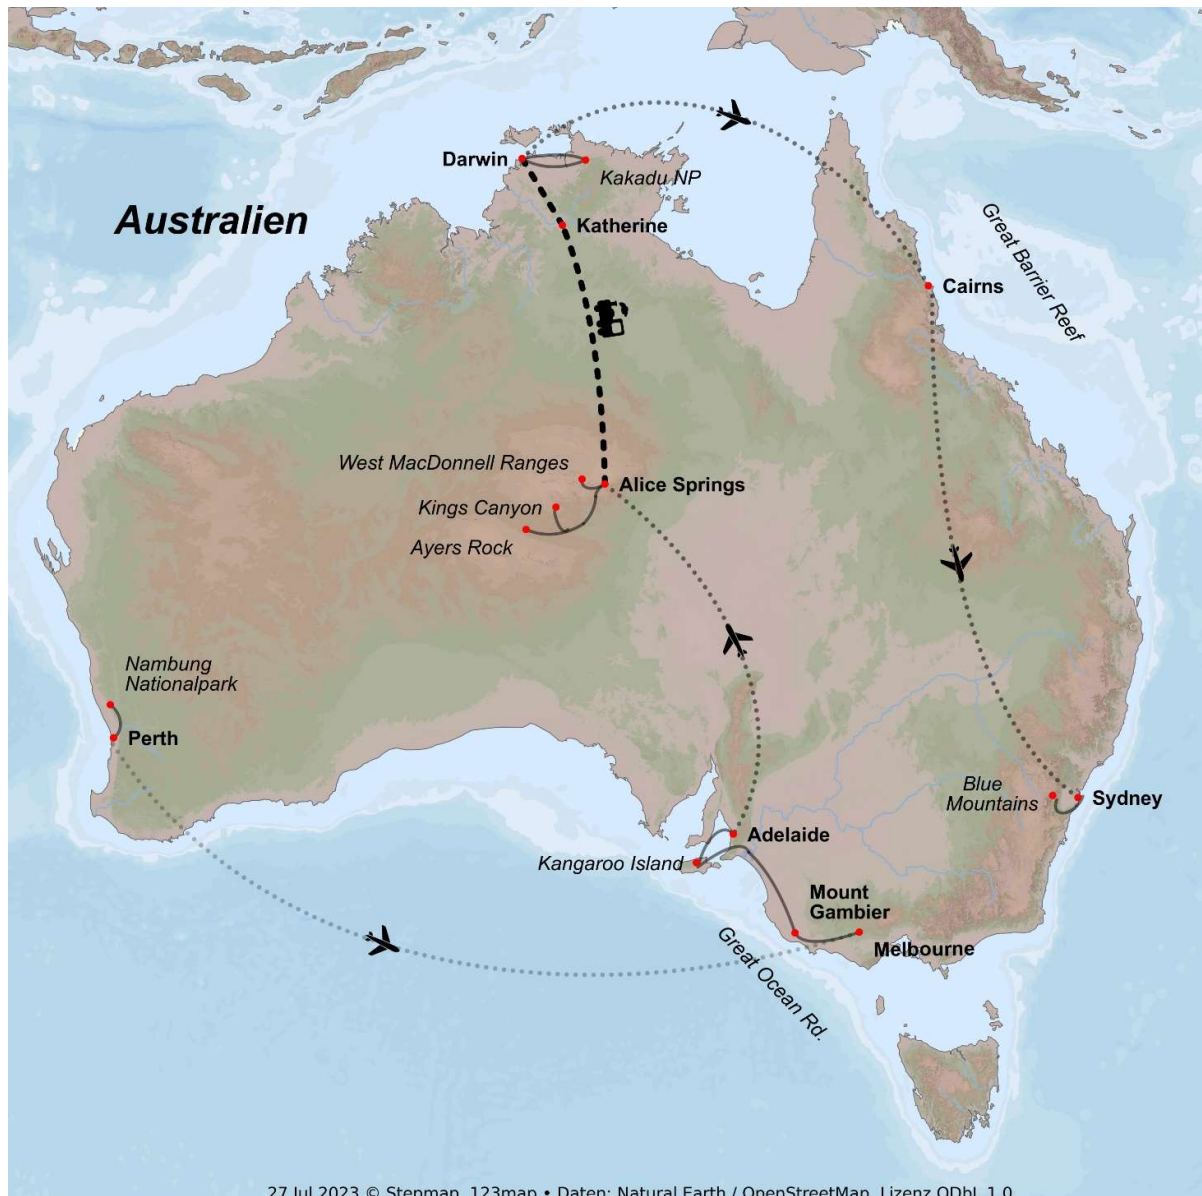 Darwin
Kakadu NP
Australien
Katherine
Great Barrier Reef
Cairns
West MacDonnell Ranges
Alice Springs
Kings Canyon
Ayers Rock
Nambung
Nationalpark
Perth
Blue
Mountains
Sydney
Adelaide
Kangaroo Island
Mount
Gambier
Melbourne
Great Ocean Rd.
27 Jul 2023 © Stepmap, 123map • Daten: Natural Earth / OpenStreetMap, Lizenz ODbL 1.0